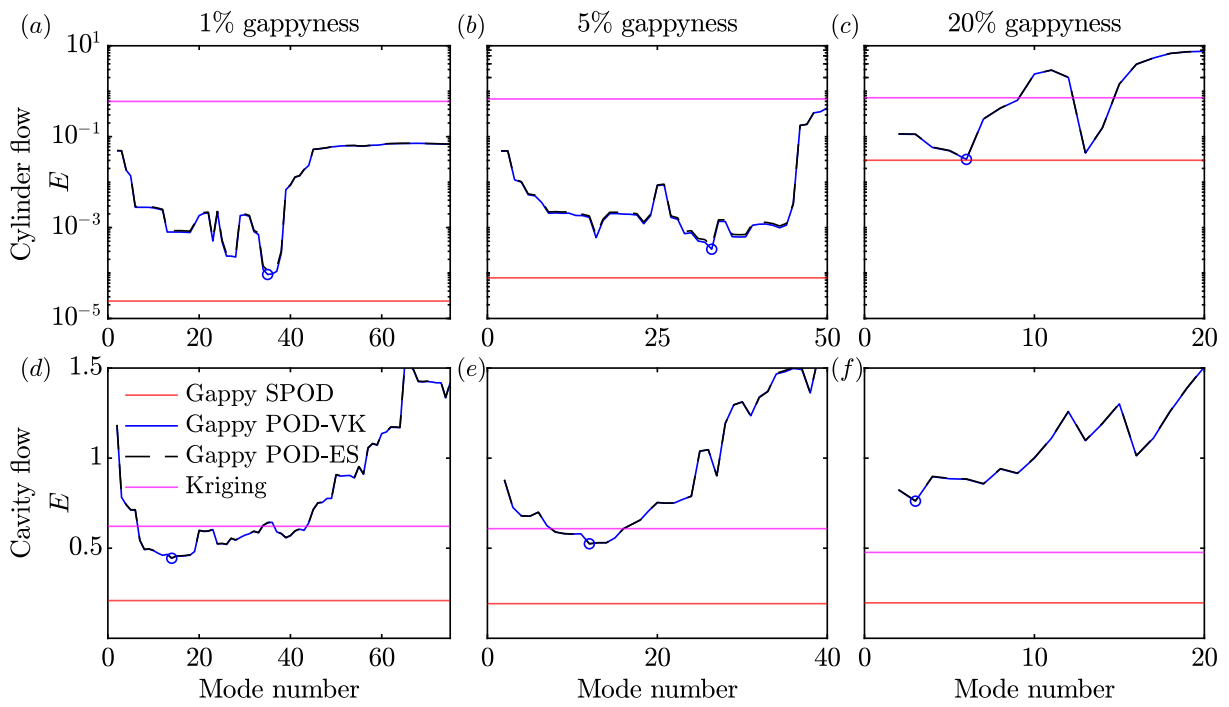 (a) 1% gappyness (b) 5% gappyness (c) 20% gappyness
Cylinder flow
E
10^1
10^-1
10^-3
10^-5
0 20 40 60 0 25 50 0 10 20
(d) (e) (f)
Cavity flow
E
1.5
1
0.5
Gappy SPOD
Gappy POD-VK
Gappy POD-ES
Kriging
0 20 40 60 0 20 40 0 10 20
Mode number Mode number Mode number